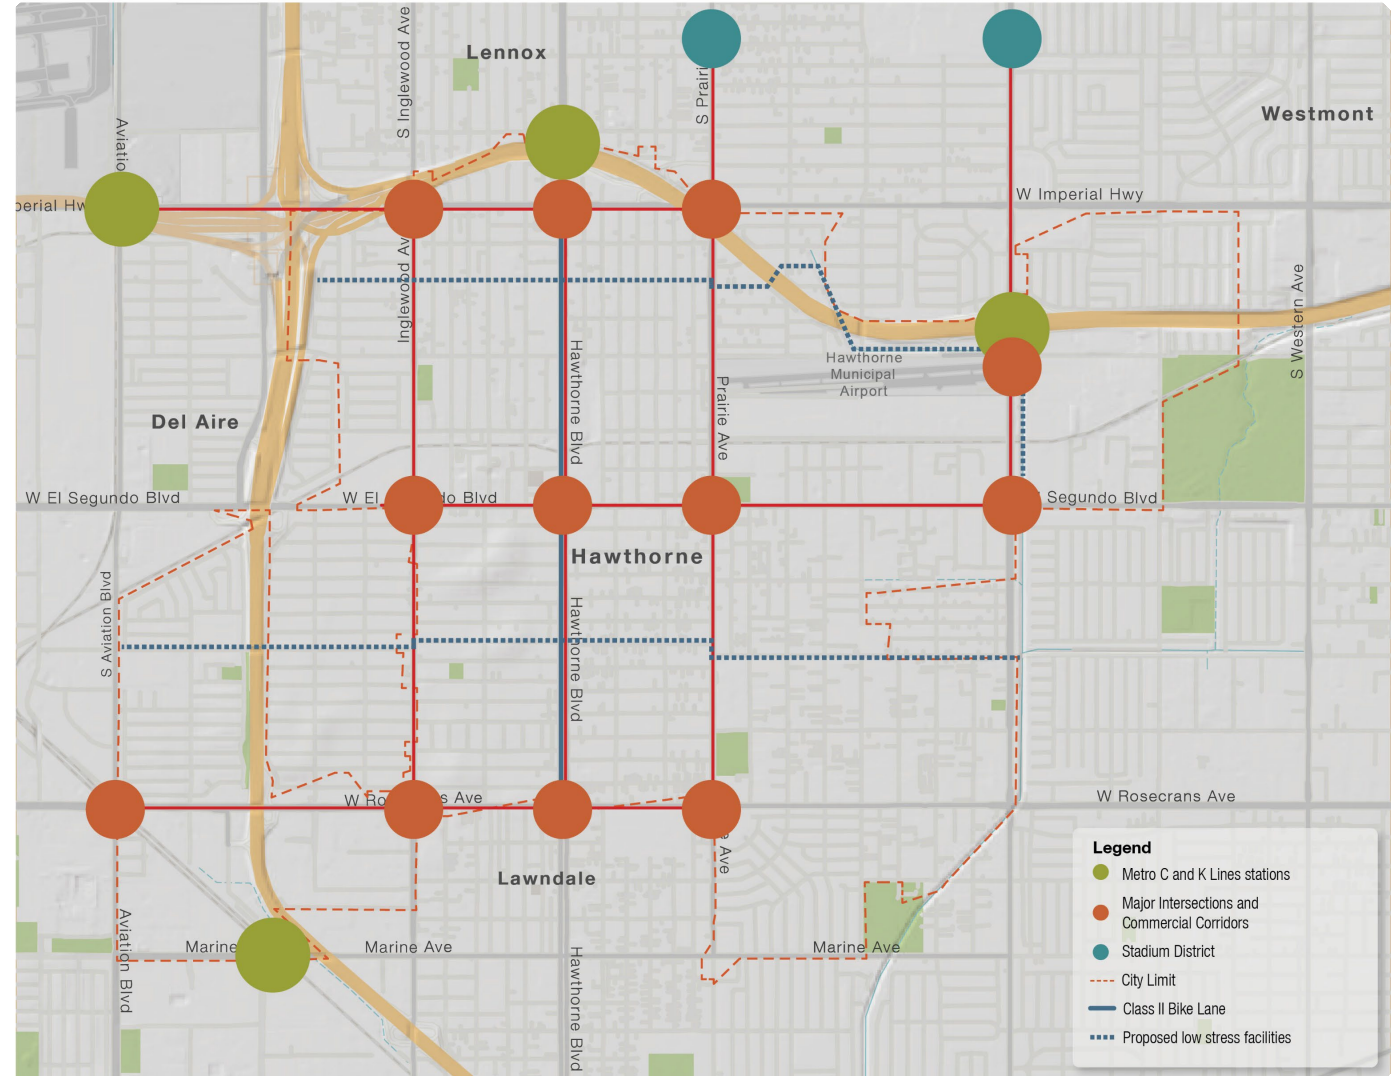 S Inglewood Ave
Lennox
S Prairi
Westmont
Aviatio
perial Hw
W Imperial Hwy
Inglewood Av
S Western Ave
Hawthorne Blvd
Hawthorne
Municipal
Airport
Prairie Ave
Del Aire
W El Segundo Blvd
W El
do Blvd
Segundo Blvd
Hawthorne
S Aviation Blvd
Hawthorne Blvd
W Ro
s Ave
W Rosecrans Ave
e Ave
Lawndale
Aviation Blvd
Marine
Marine Ave
Marine Ave
Hawthorne Blvd
Legend
Metro C and K Lines stations
Major Intersections and
Commercial Corridors
Stadium District
City Limit
Class II Bike Lane
Proposed low stress facilities